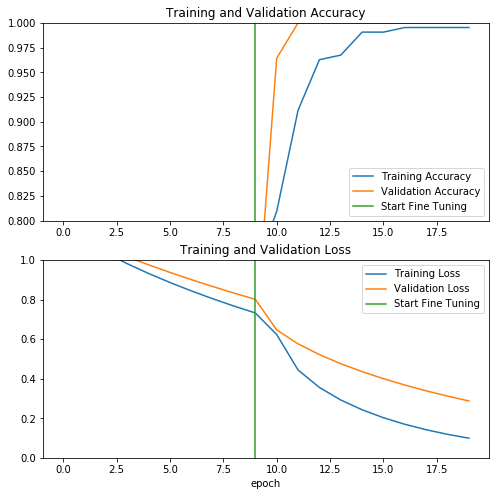 Training and Validation Accuracy
1.000
0.975
0.950
0.925
0.900
0.875
0.850
0.825
0.800
Training Accuracy
Validation Accuracy
Start Fine Tuning
0.0 2.5 5.0 7.5 10.0 12.5 15.0 17.5
Training and Validation Loss
1.0
0.8
0.6
0.4
0.2
0.0
Training Loss
Validation Loss
Start Fine Tuning
0.0 2.5 5.0 7.5 10.0 12.5 15.0 17.5
epoch